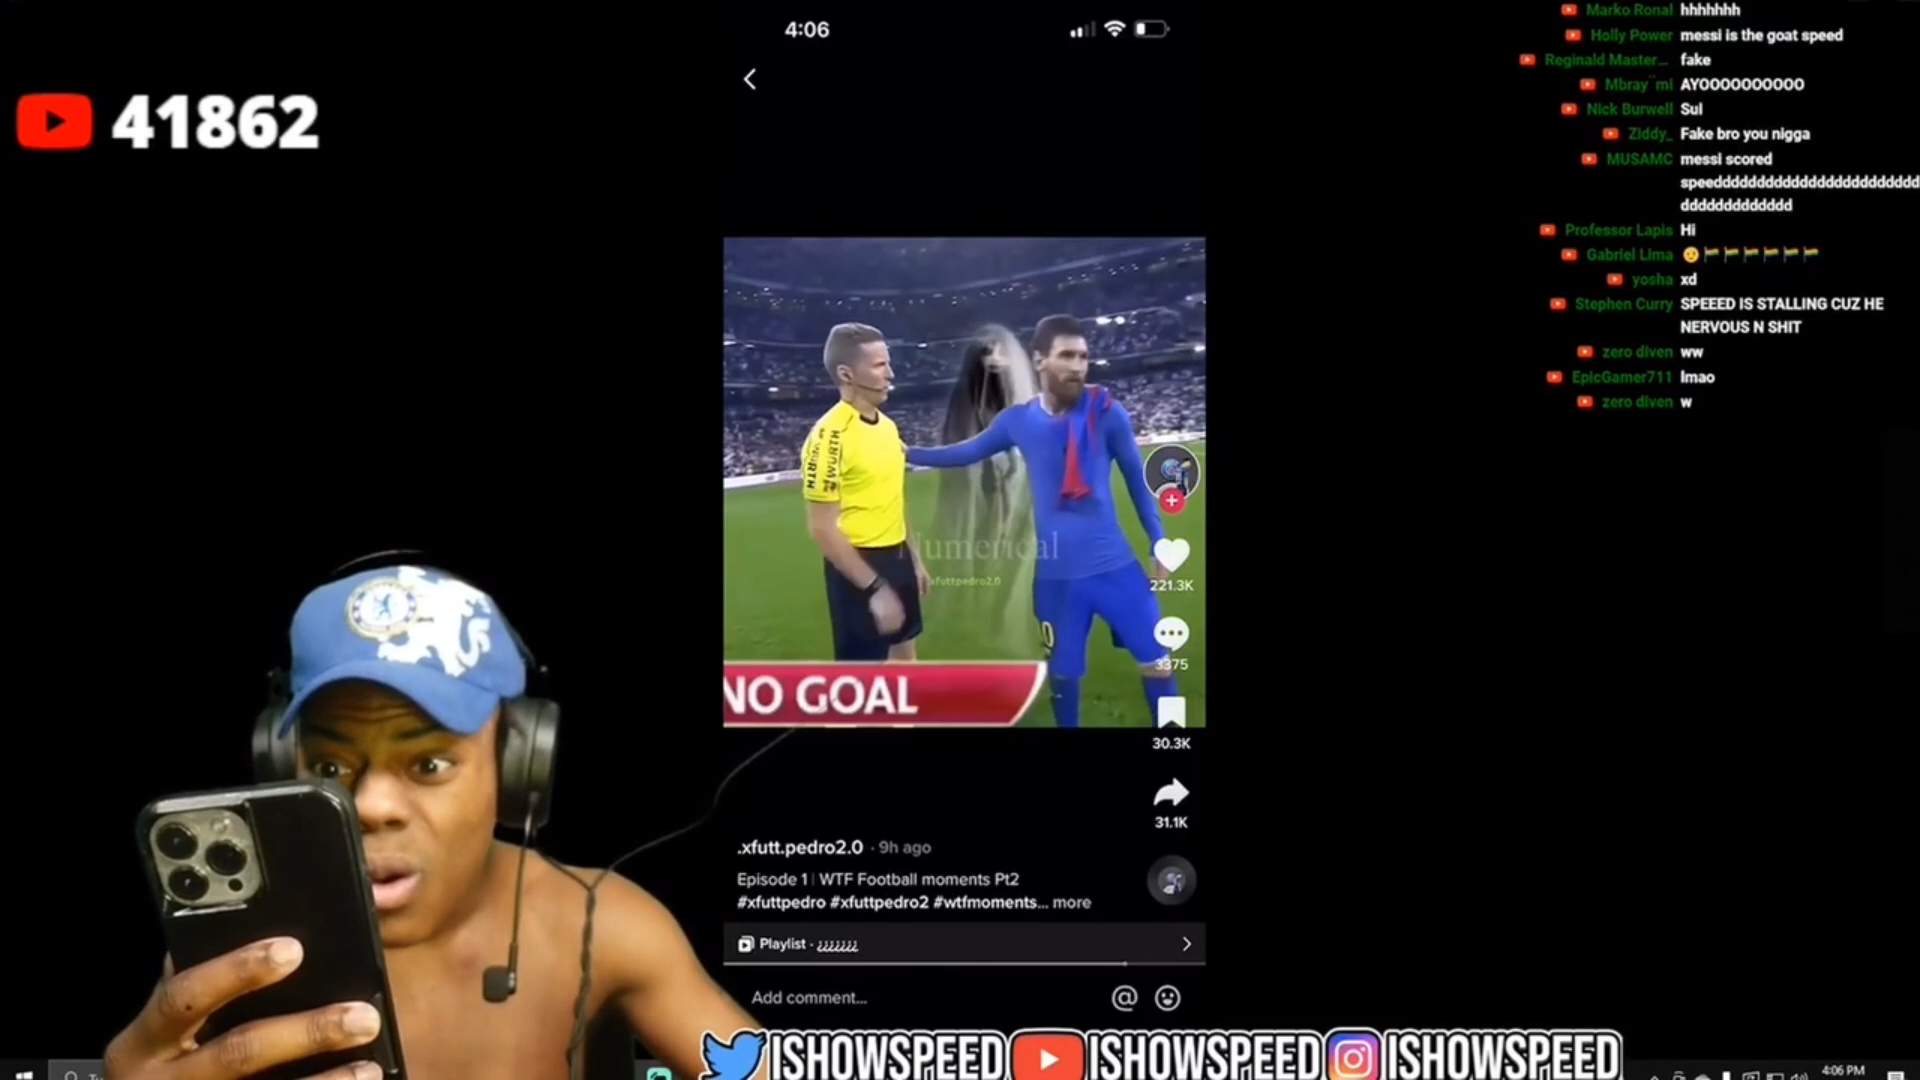 4:06
41862
Marko Ronal hhhhhhh
Holly Power messi is the goat speed
Reginald Master... fake
Mbray¨ml AYOOOOOOOOOO
Nick Burwell Sul
Ziddy_ Fake bro you nigga
MUSAMC messi scored
speeddddddddddddddddddddddddd
ddddddddddddd
Professor Lapis Hi
Gabriel Lima 🏳️‍🌈🏳️‍🌈🏳️‍🌈🏳️‍🌈🏳️‍🌈🏳️‍🌈
yosha xd
Stephen Curry SPEEED IS STALLING CUZ HE
NERVOUS N SHIT
zero diven ww
EpicGamer711 lmao
zero diven w
Numerical
xfuttpedro2.0
221.3K
3375
NO GOAL
30.3K
31.1K
.xfutt.pedro2.0 · 9h ago
Episode 1 | WTF Football moments Pt2
#xfuttpedro #xfuttpedro2 #wtfmoments... more
Playlist · ¿¿¿¿¿¿¿
Add comment...
ISHOWSPEED ISHOWSPEED ISHOWSPEED
4:06 PM